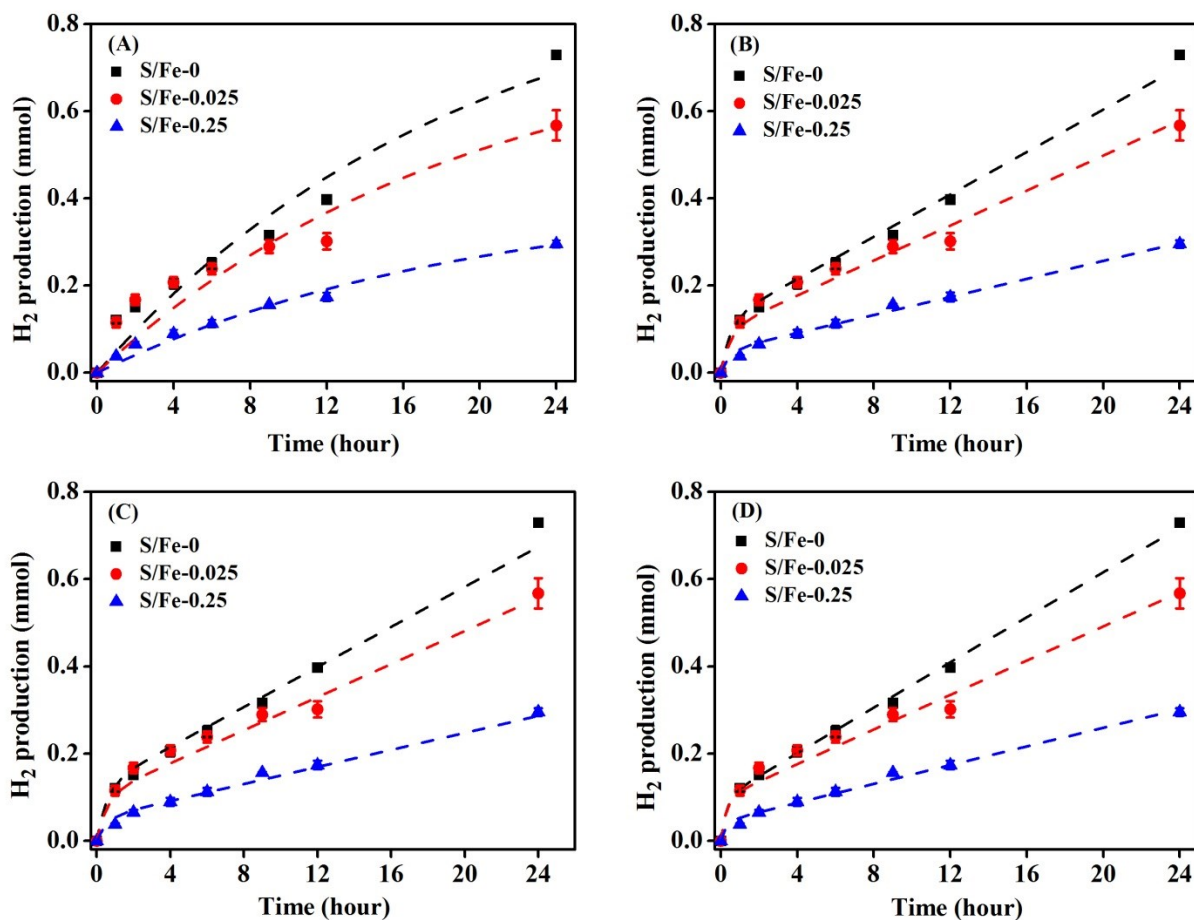 (A)
S/Fe-0
S/Fe-0.025
S/Fe-0.25
0.8
0.6
0.4
0.2
0.0
H2 production (mmol)
0 4 8 12 16 20 24
Time (hour)
(B)
S/Fe-0
S/Fe-0.025
S/Fe-0.25
0.8
0.6
0.4
0.2
0.0
H2 production (mmol)
0 4 8 12 16 20 24
Time (hour)
(C)
S/Fe-0
S/Fe-0.025
S/Fe-0.25
0.8
0.6
0.4
0.2
0.0
H2 production (mmol)
0 4 8 12 16 20 24
Time (hour)
(D)
S/Fe-0
S/Fe-0.025
S/Fe-0.25
0.8
0.6
0.4
0.2
0.0
H2 production (mmol)
0 4 8 12 16 20 24
Time (hour)